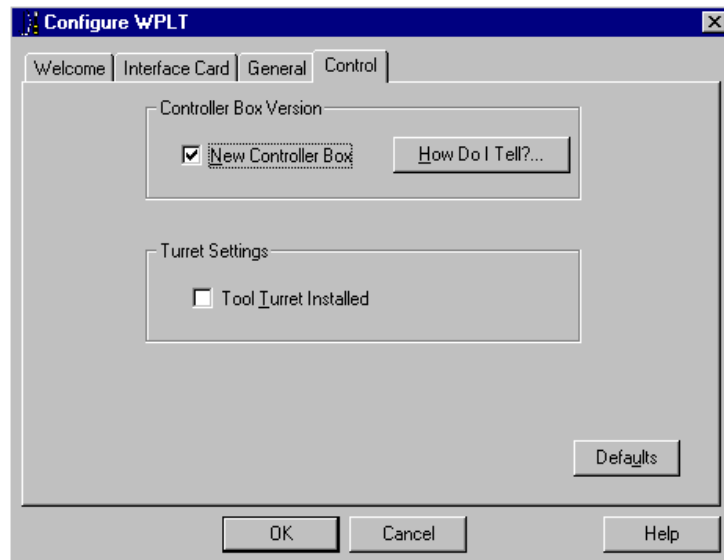 Configure WPLT
Welcome Interface Card General Control
Controller Box Version
New Controller Box How Do I Tell?...
Turret Settings
Tool Turret Installed
Defaults
OK Cancel Help